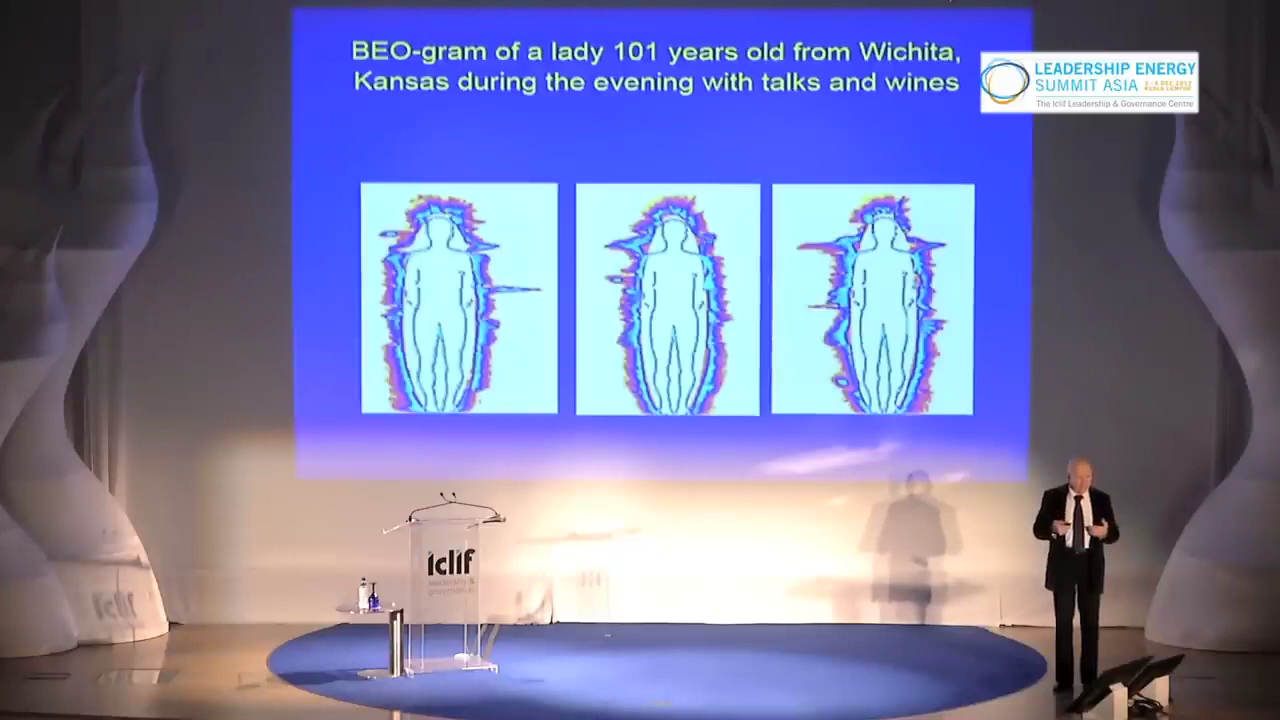 BEO-gram of a lady 101 years old from Wichita,
Kansas during the evening with talks and wines
LEADERSHIP ENERGY
SUMMIT ASIA
The Iclif Leadership & Governance Centre
iclif
iclif